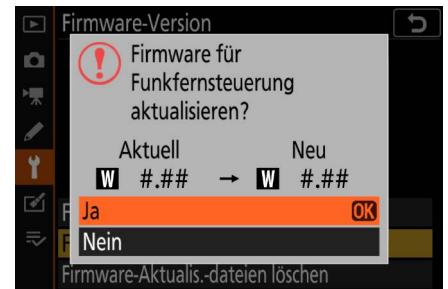 Firmware-Version
Firmware für
Funkfernsteuerung
aktualisieren?
Aktuell Neu
W #.## → W #.##
Ja OK
Nein
Firmware-Aktualis.-dateien löschen